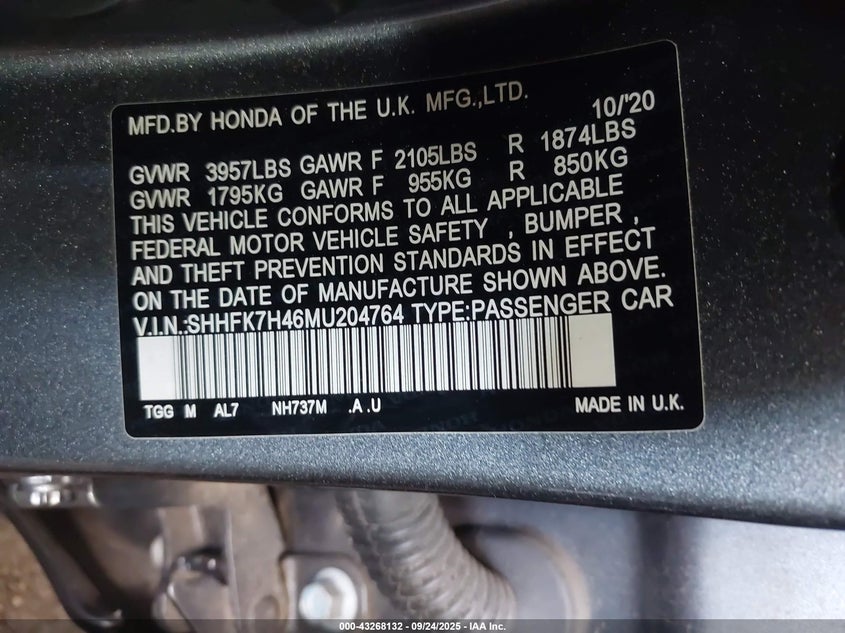 MFD.BY HONDA OF THE U.K. MFG.,LTD. 10/'20
GVWR 3957LBS GAWR F 2105LBS R 1874LBS
GVWR 1795KG GAWR F 955KG R 850KG
THIS VEHICLE CONFORMS TO ALL APPLICABLE
FEDERAL MOTOR VEHICLE SAFETY , BUMPER ,
AND THEFT PREVENTION STANDARDS IN EFFECT
ON THE DATE OF MANUFACTURE SHOWN ABOVE.
V.I.N.:SHHFK7H46MU204764 TYPE:PASSENGER CAR
TGG M AL7 NH737M .A .U MADE IN U.K.
000-43268132 - 09/24/2025 - IAA Inc.